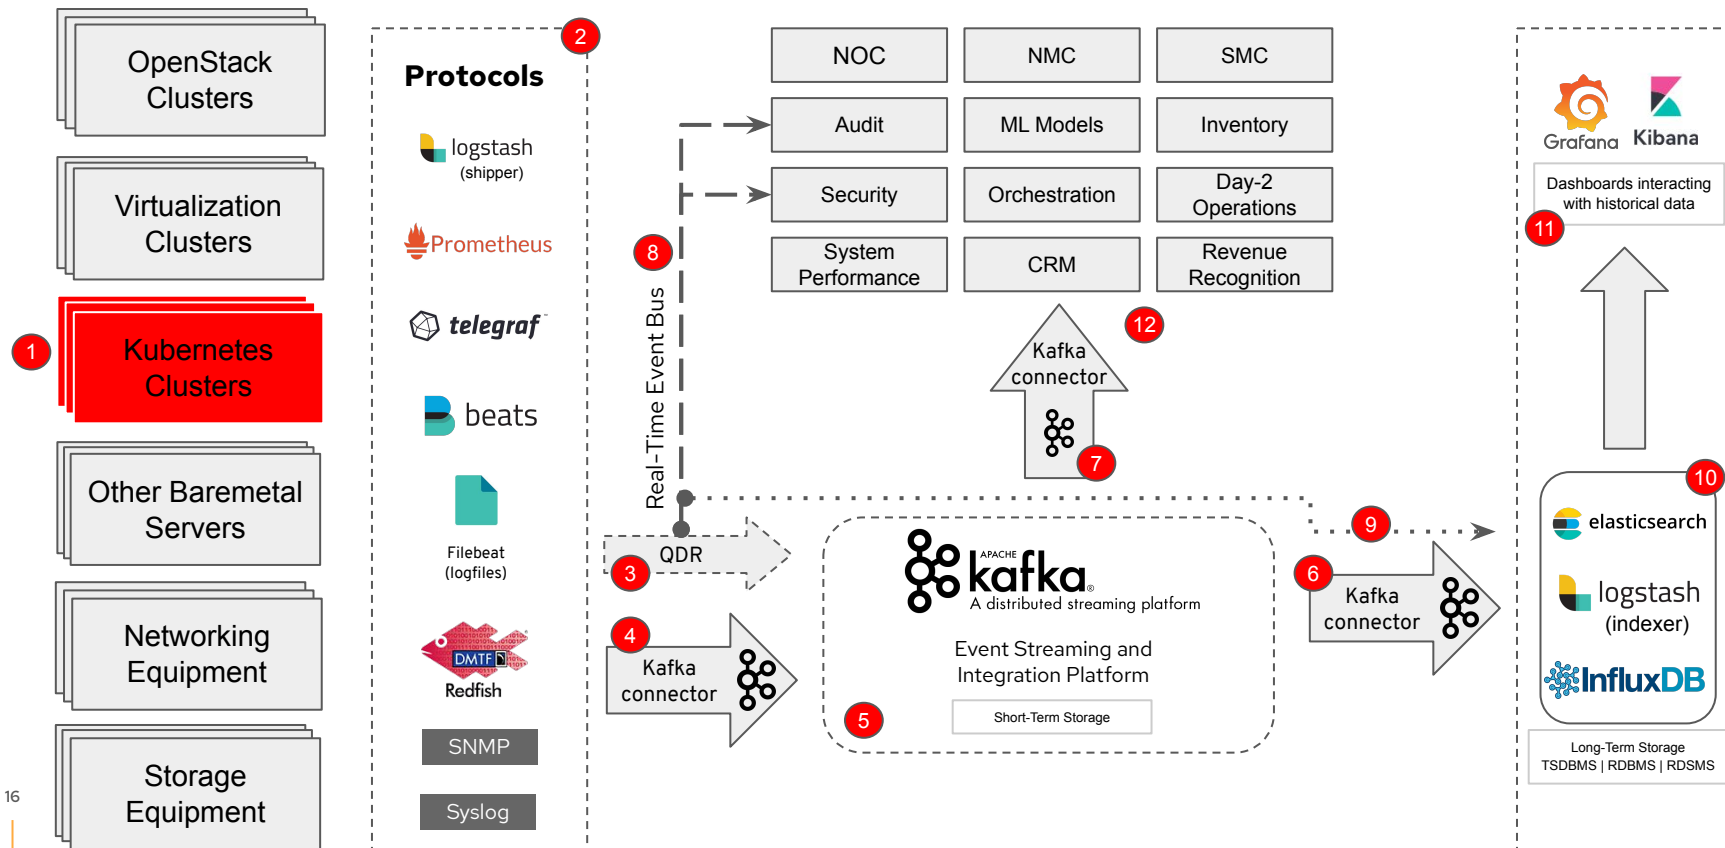 OpenStack
Clusters
Virtualization
Clusters
1
Kubernetes
Clusters
Other Baremetal
Servers
Networking
Equipment
Storage
Equipment
16
2
Protocols
logstash
(shipper)
Prometheus
telegraf
beats
Filebeat
(logfiles)
DMTF
Redfish
SNMP
Syslog
NOC
NMC
SMC
Audit
ML Models
Inventory
Security
Orchestration
Day-2
Operations
System
Performance
CRM
Revenue
Recognition
8
Real-Time Event Bus
12
Kafka
connector
7
9
3
QDR
4
Kafka
connector
APACHE
kafka®
A distributed streaming platform
Event Streaming and
Integration Platform
Short-Term Storage
5
6
Kafka
connector
Grafana
Kibana
Dashboards interacting
with historical data
11
10
elasticsearch
logstash
(indexer)
InfluxDB
Long-Term Storage
TSDBMS | RDBMS | RDSMS